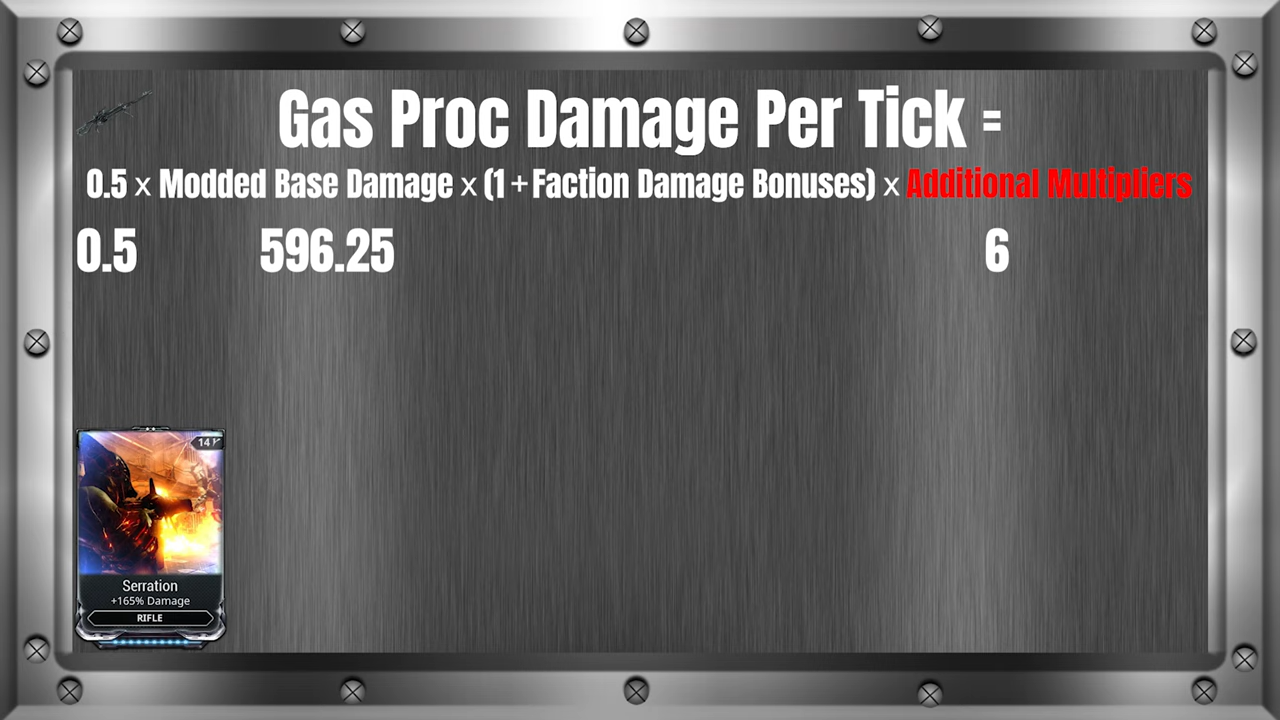 Gas Proc Damage Per Tick =
0.5 x Modded Base Damage x (1 + Faction Damage Bonuses) x Additional Multipliers
0.5 596.25 6
14
Serration
+165% Damage
RIFLE